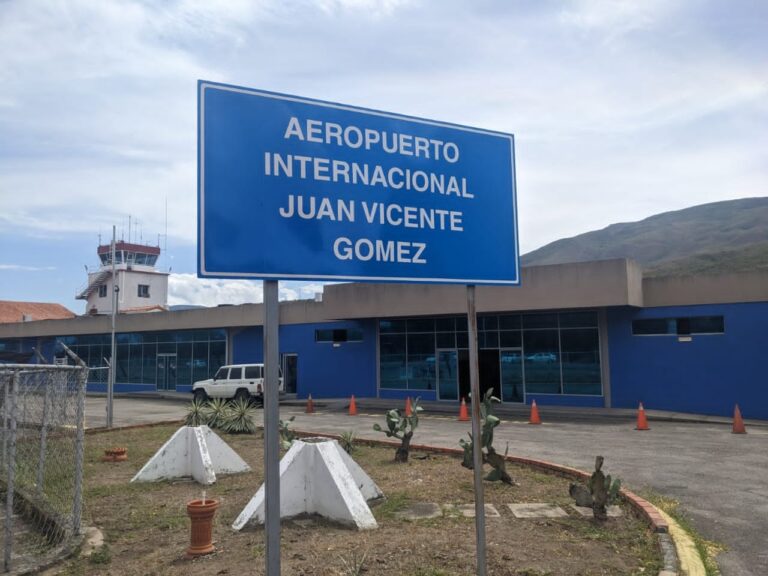 AEROPUERTO
INTERNACIONAL
JUAN VICENTE
GOMEZ